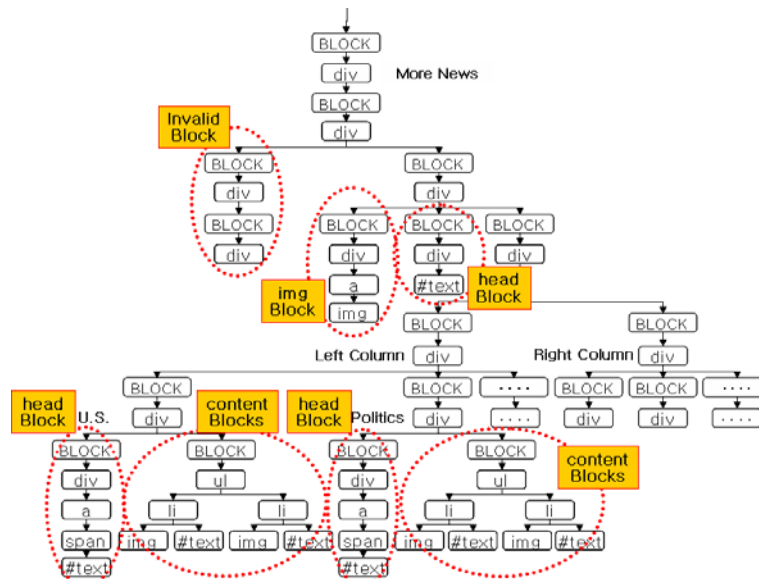 BLOCK
div More News
BLOCK
Invalid
Block
div
BLOCK BLOCK
div div
BLOCK BLOCK BLOCK BLOCK
div div div div
img
Block
a #text head
Block
img
BLOCK BLOCK
Left Column div Right Column div
BLOCK BLOCK .... BLOCK BLOCK ....
head
Block
U.S. div content
Blocks
head
Block
Politics div .... div div ....
BLOCK BLOCK BLOCK BLOCK
content
Blocks
div ul div ul
a li li a li li
span img #text img #text span img #text img #text
#text #text